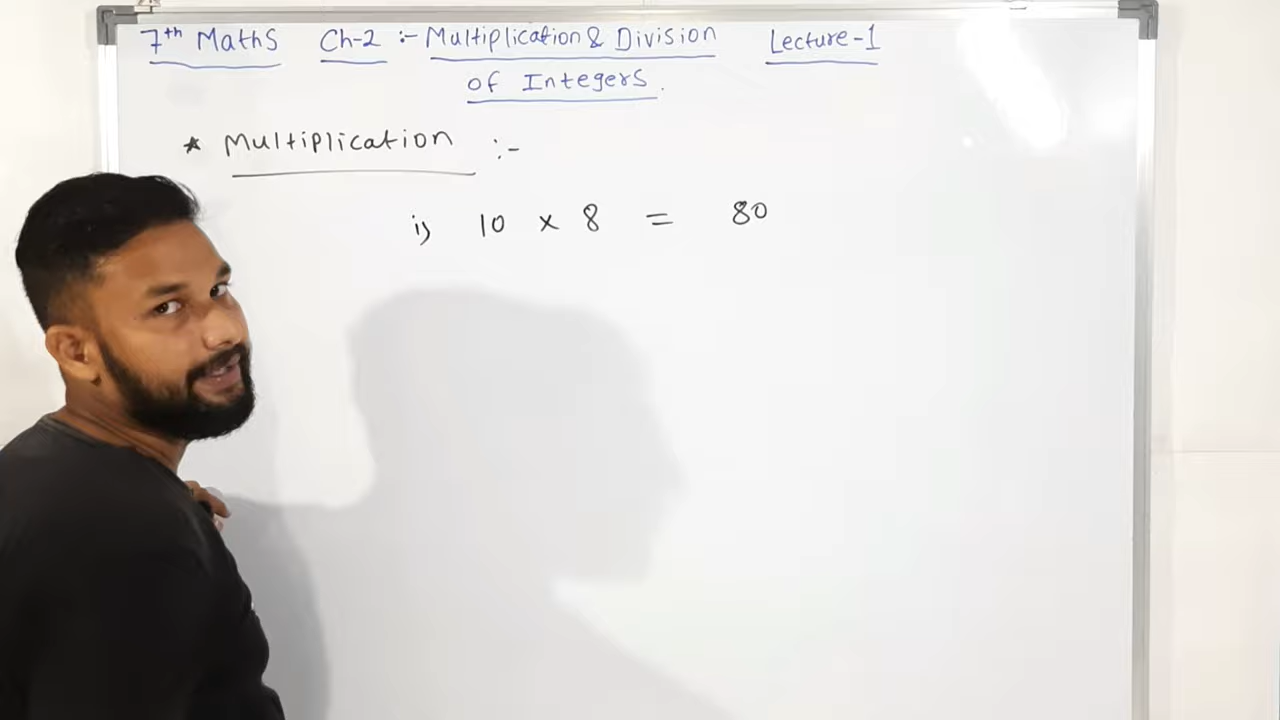 7th Maths Ch-2 :- Multiplication & Division Lecture-1
of Integers.
* Multiplication :-
i) 10 × 8 = 80